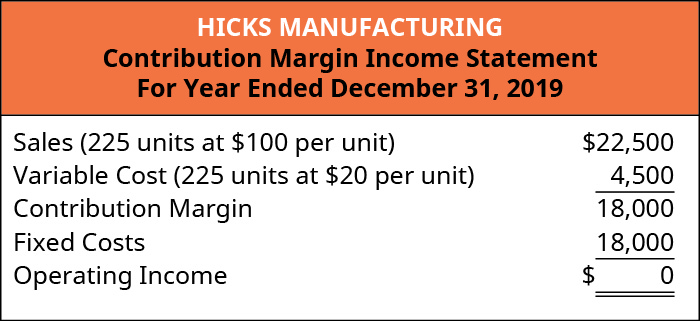 HICKS MANUFACTURING
Contribution Margin Income Statement
For Year Ended December 31, 2019
Sales (225 units at $100 per unit) $22,500
Variable Cost (225 units at $20 per unit) 4,500
Contribution Margin 18,000
Fixed Costs 18,000
Operating Income $ 0